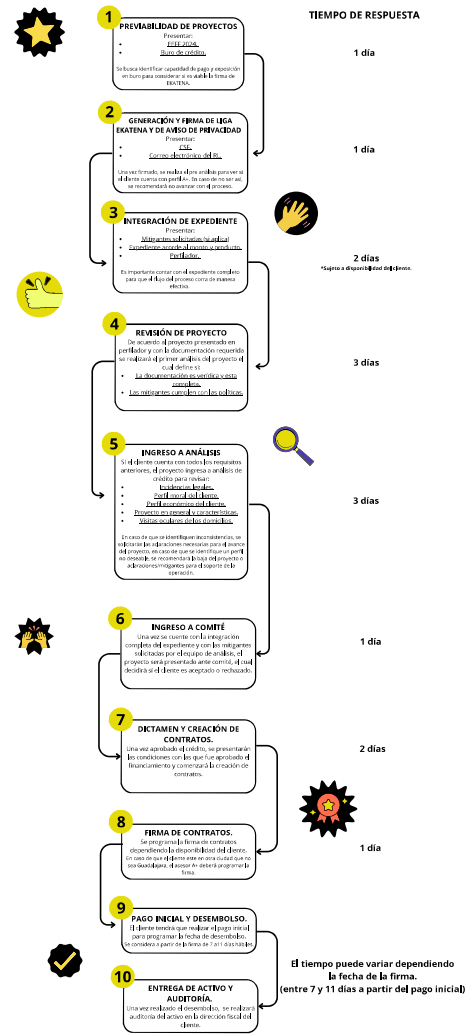 TIEMPO DE RESPUESTA
1
PREVIABILIDAD DE PROYECTOS
Presentar:
EEFF 2024.
Buro de crédito.
Se busca identificar capacidad de pago y exposición
en buro para considerar si es viable la firma de
EKATENA.
1 día
2
GENERACIÓN Y FIRMA DE LIGA
EKATENA Y DE AVISO DE PRIVACIDAD
Presentar:
CSF.
Correo electrónico del RL.
Una vez firmado, se realiza el pre análisis para ver si
el cliente cuenta con perfil A+. En caso de no ser así,
se recomendará no avanzar con el proceso.
1 día
3
INTEGRACIÓN DE EXPEDIENTE
Presentar:
Mitigantes solicitadas (si aplica)
Expediente acorde al monto y producto.
Perfilador.
Es importante contar con el expediente completo
para que el flujo del proceso corra de manera
efectiva.
2 días
*Sujeto a disponibilidad del cliente.
4
REVISIÓN DE PROYECTO
De acuerdo al proyecto presentado en
perfilador y con la documentación requerida
se realizará el primer análisis del proyecto el
cual define si:
La documentación es verídica y esta
completa.
Las mitigantes cumplen con las políticas.
3 días
5
INGRESO A ANÁLISIS
Si el cliente cuenta con todos los requisitos
anteriores, el proyecto ingresa a análisis de
crédito para revisar:
Incidencias legales.
Perfil moral del cliente.
Perfil económico del cliente.
Proyecto en general y características.
Visitas oculares de los domicilios.
En caso de que se identifiquen inconsistencias, se
solicitarán las aclaraciones necesarias para el avance
del proyecto, en caso de que se identifique un perfil
no deseable, se recomendará la baja del proyecto o
aclaraciones/mitigantes para el soporte de la
operación.
3 días
6
INGRESO A COMITÉ
Una vez se cuente con la integración
completa del expediente y con las mitigantes
solicitadas por el equipo de análisis, el
proyecto será presentado ante comité, el cual
decidirá si el cliente es aceptado o rechazado.
1 día
7
DICTAMEN Y CREACIÓN DE
CONTRATOS.
Una vez aprobado el crédito, se presentarán
las condiciones con las que fue aprobado el
financiamiento y comenzará la creación de
contratos.
2 días
8
FIRMA DE CONTRATOS.
Se programa la firma de contratos
dependiendo la disponibilidad del cliente.
En caso de que el cliente este en otra ciudad que no
sea Guadalajara, el asesor A+ deberá programar la
firma.
1 día
9
PAGO INICIAL Y DESEMBOLSO.
El cliente tendrá que realizar el pago inicial
para programar la fecha de desembolso.
Se considera a partir de la firma de 7 a 11 días hábiles.
El tiempo puede variar dependiendo
la fecha de la firma.
(entre 7 y 11 días a partir del pago inicial)
10
ENTREGA DE ACTIVO Y
AUDITORÍA.
Una vez realizado el desembolso, se realizará
auditoría del activo en la dirección fiscal del
cliente.